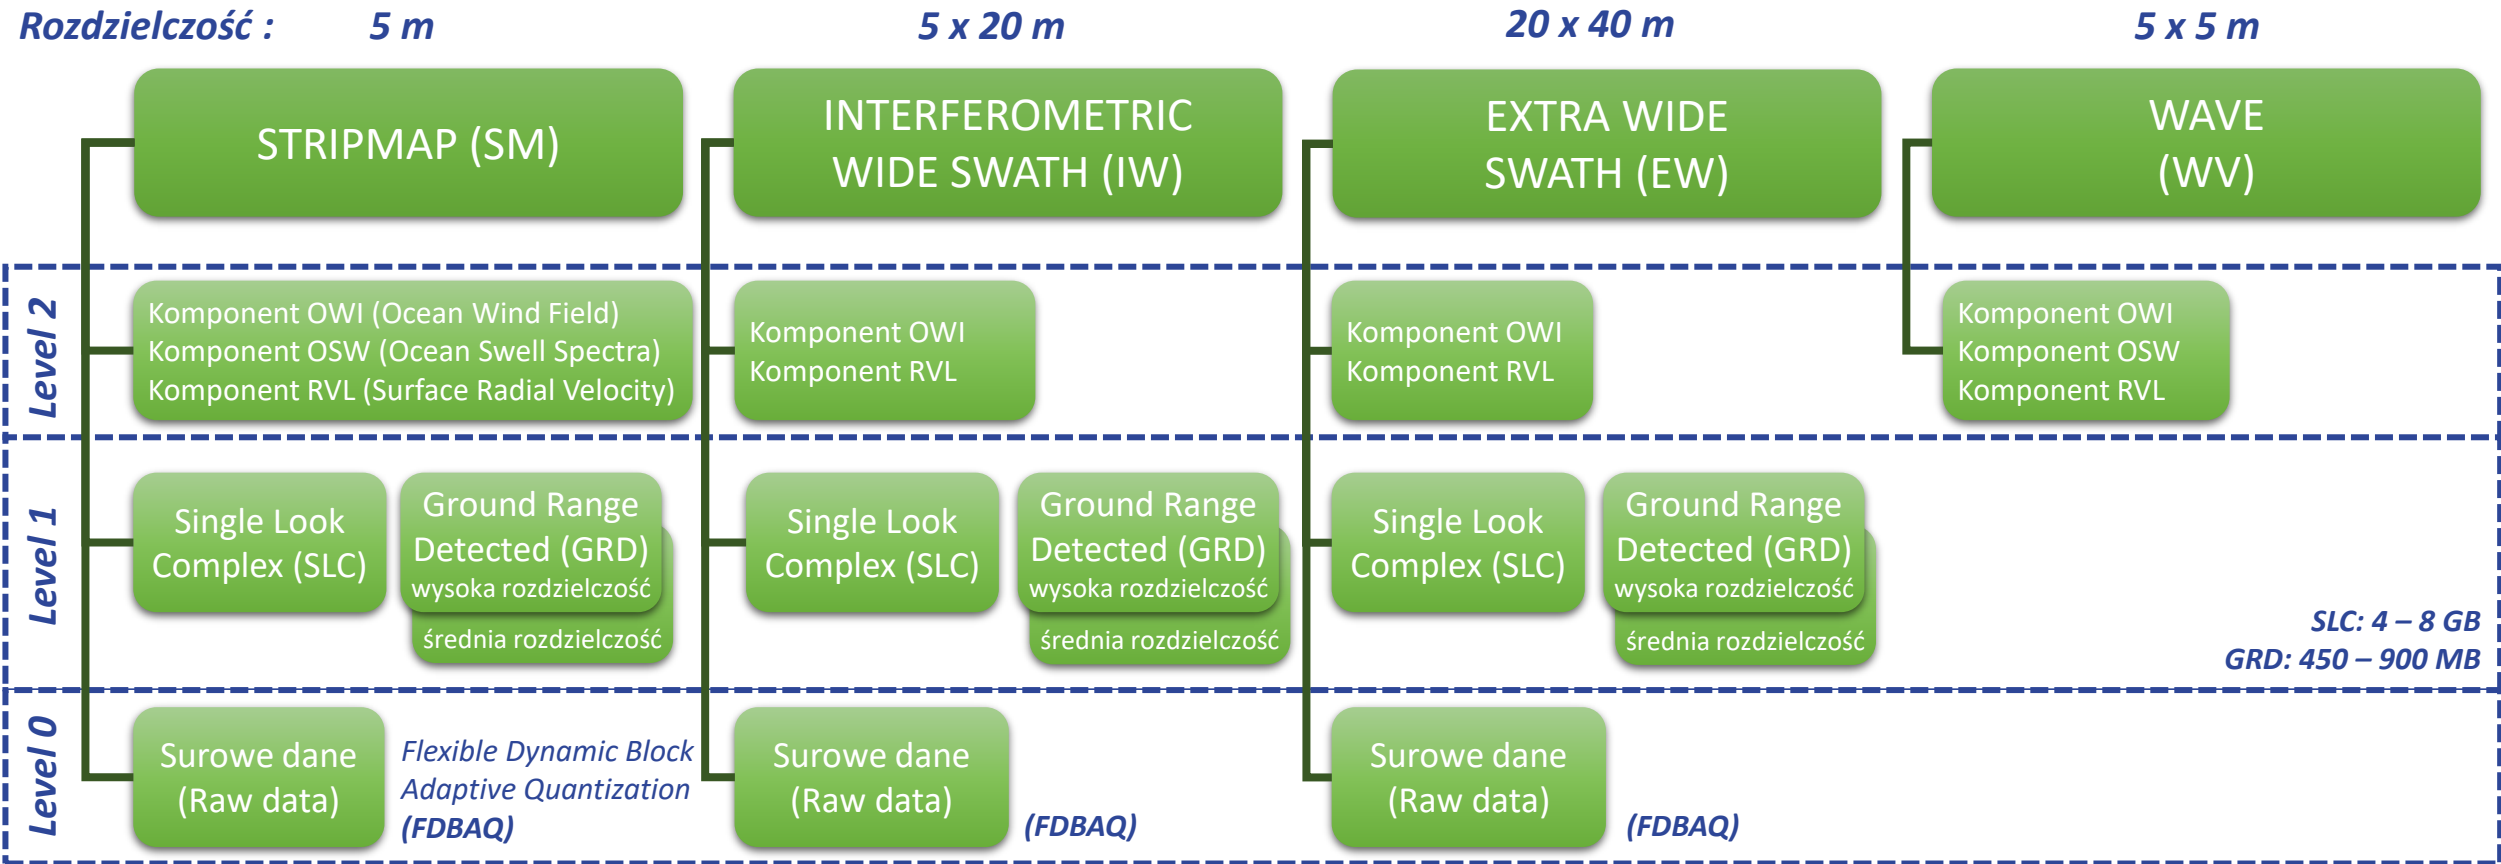 Rozdzielczość : 5 m 5 x 20 m 20 x 40 m 5 x 5 m
STRIPMAP (SM)
INTERFEROMETRIC
WIDE SWATH (IW)
EXTRA WIDE
SWATH (EW)
WAVE
(WV)
Level 2
Komponent OWI (Ocean Wind Field)
Komponent OSW (Ocean Swell Spectra)
Komponent RVL (Surface Radial Velocity)
Komponent OWI
Komponent RVL
Komponent OWI
Komponent RVL
Komponent OWI
Komponent OSW
Komponent RVL
Level 1
Single Look
Complex (SLC)
Ground Range
Detected (GRD)
wysoka rozdzielczość
średnia rozdzielczość
Single Look
Complex (SLC)
Ground Range
Detected (GRD)
wysoka rozdzielczość
średnia rozdzielczość
Single Look
Complex (SLC)
Ground Range
Detected (GRD)
wysoka rozdzielczość
średnia rozdzielczość
SLC: 4 – 8 GB
GRD: 450 – 900 MB
Level 0
Surowe dane
(Raw data)
Flexible Dynamic Block
Adaptive Quantization
(FDBAQ)
Surowe dane
(Raw data)
(FDBAQ)
Surowe dane
(Raw data)
(FDBAQ)